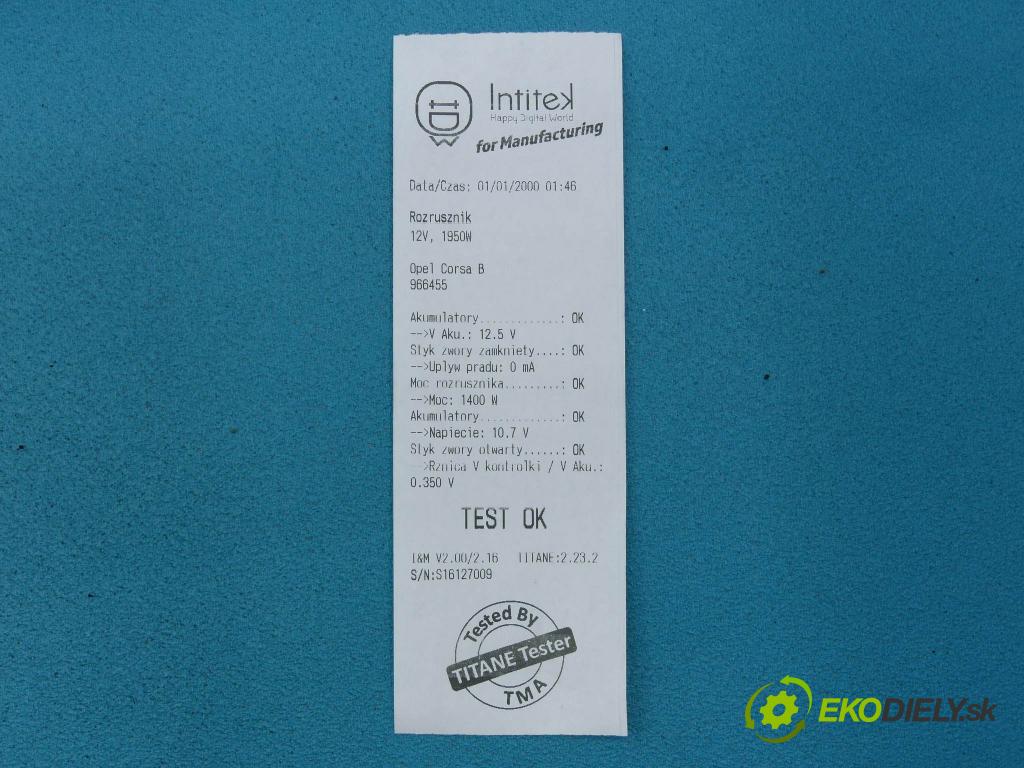 Intitek
Happy Digital World
for Manufacturing
Data/Czas: 01/01/2000 01:46
Rozrusznik
12V, 1950W
Opel Corsa B
966455
Akumulatory.............: OK
-->V Aku.: 12.5 V
Styk zwory zamkniety....: OK
-->Uplyw pradu: 0 mA
Moc rozrusznika.........: OK
-->Moc: 1400 W
Akumulatory.............: OK
-->Napiecie: 10.7 V
Styk zwory otwarty......: OK
-->Rznica V kontrolki / V Aku.:
0.350 V
TEST OK
T&M V2.00/2.16 TITANE:2.23.2
S/N:S16127009
Tested By
TITANE Tester
TMA
EKODIELY.sk